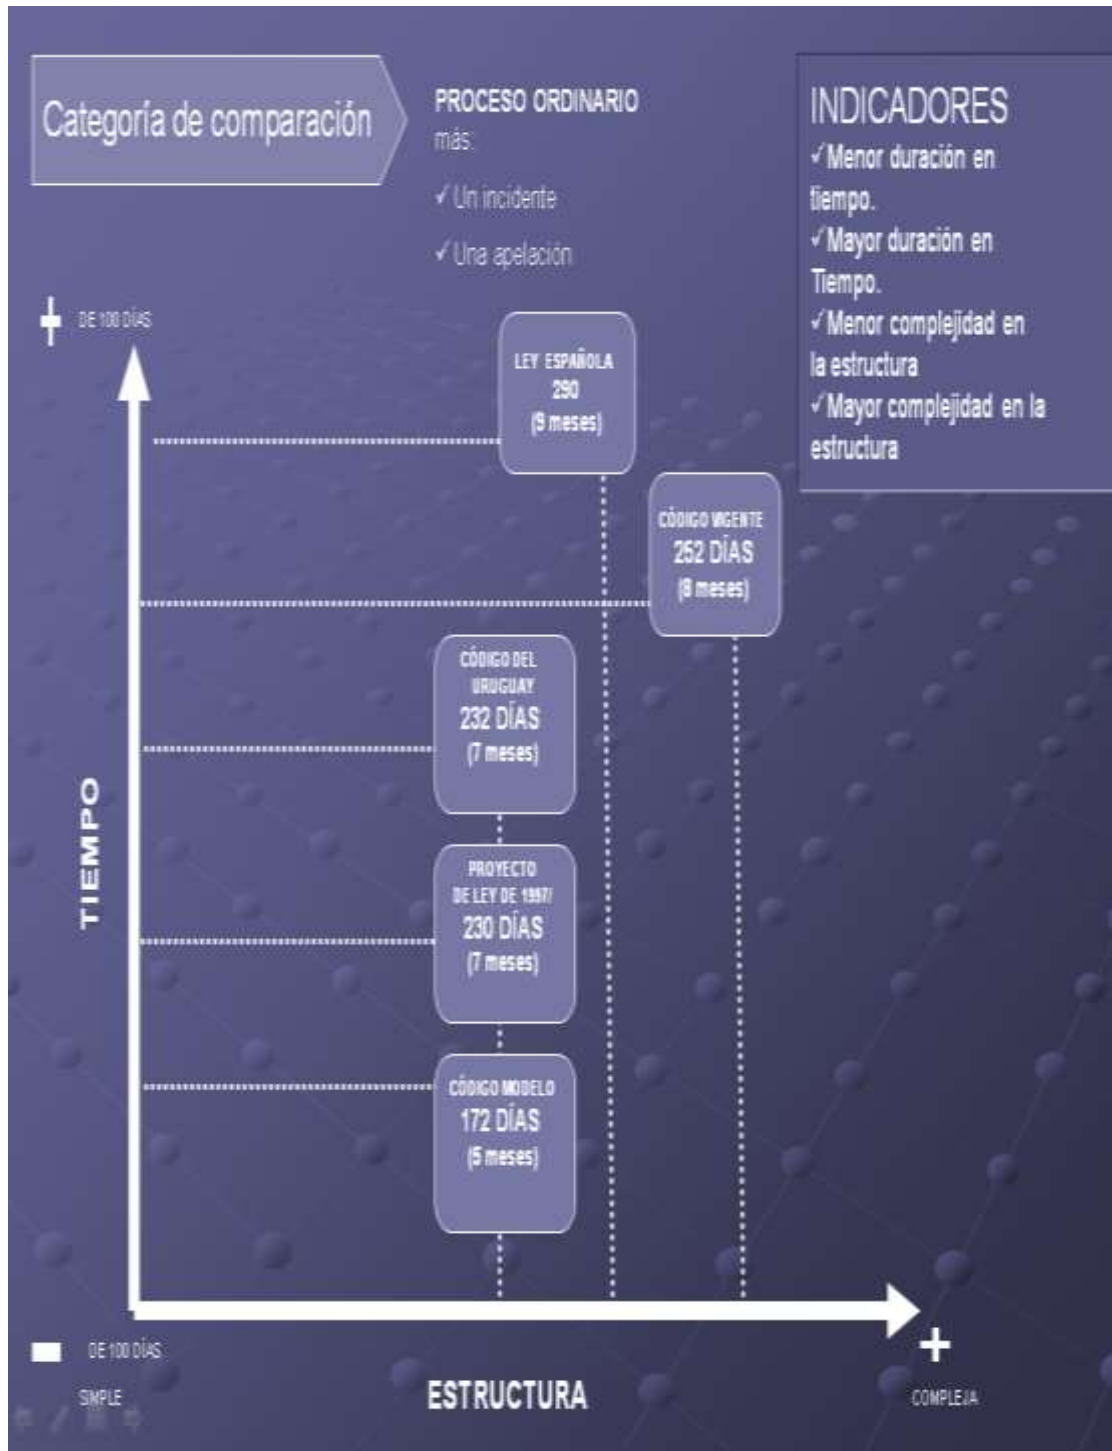 Categoría de comparación
PROCESO ORDINARIO
más:
✓ Un incidente
✓ Una apelación
INDICADORES
✓Menor duración en
tiempo.
✓Mayor duración en
Tiempo.
✓Menor complejidad en
la estructura
✓Mayor complejidad en la
estructura
+ DE 100 DÍAS
LEY ESPAÑOLA
290
(9 meses)
CÓDIGO VIGENTE
252 DÍAS
(8 meses)
CÓDIGO DEL
URUGUAY
232 DÍAS
(7 meses)
TIEMPO
PROYECTO
DE LEY DE 1997/
230 DÍAS
(7 meses)
CÓDIGO MODELO
172 DÍAS
(5 meses)
- DE 100 DÍAS
SIMPLE
ESTRUCTURA
+
COMPLEJA